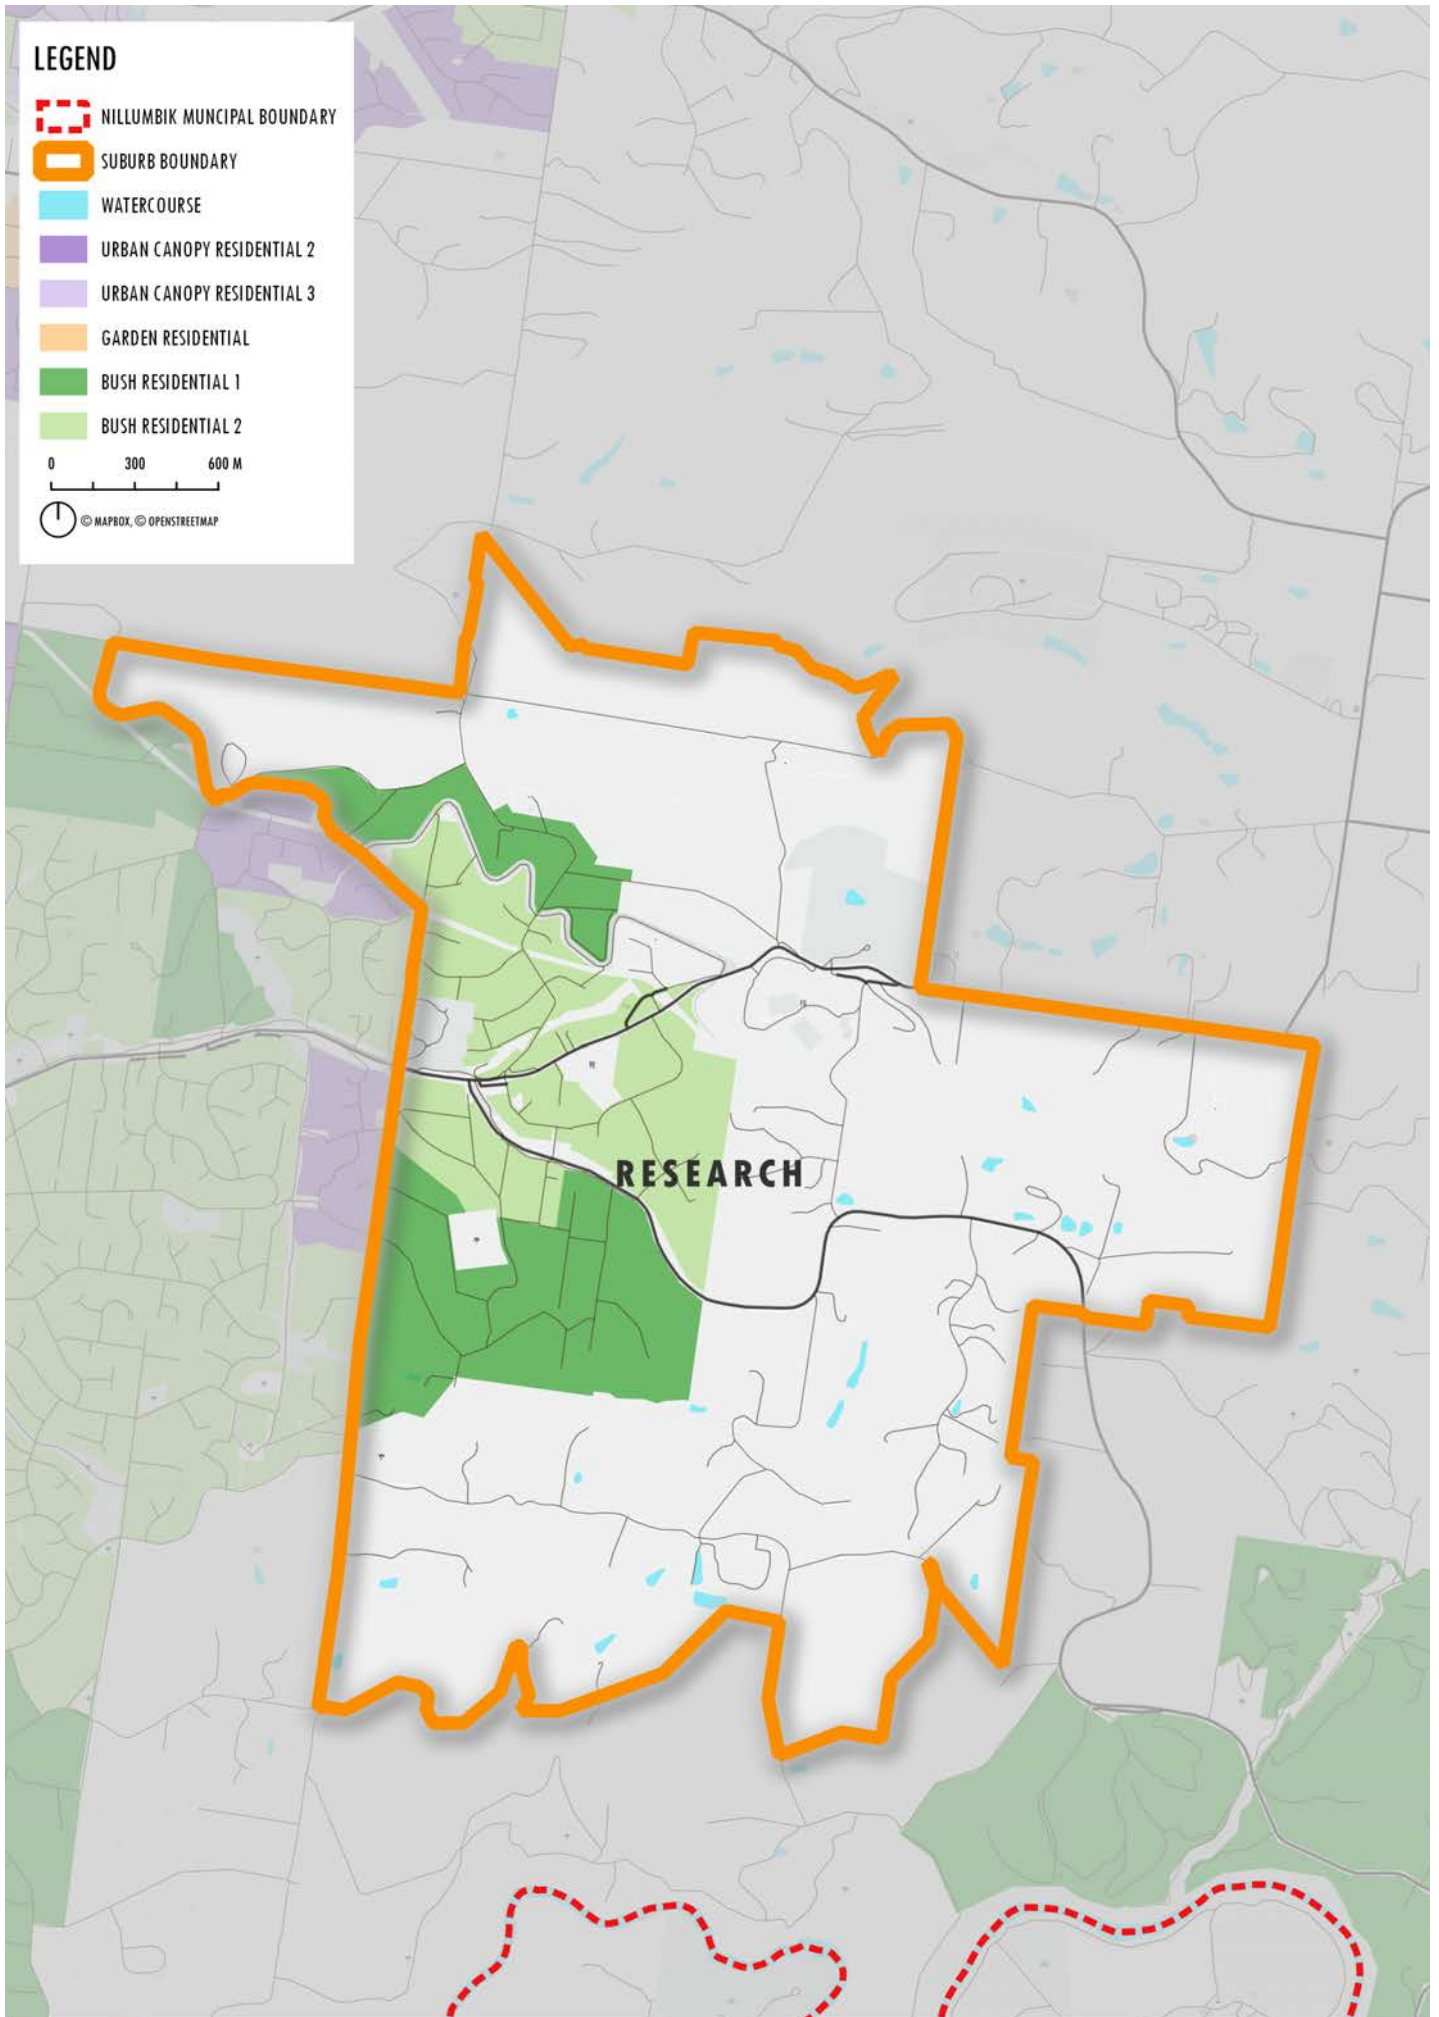 LEGEND
NILLUMBIK MUNCIPAL BOUNDARY
SUBURB BOUNDARY
WATERCOURSE
URBAN CANOPY RESIDENTIAL 2
URBAN CANOPY RESIDENTIAL 3
GARDEN RESIDENTIAL
BUSH RESIDENTIAL 1
BUSH RESIDENTIAL 2
0 300 600 M
© MAPBOX, © OPENSTREETMAP
RESEARCH